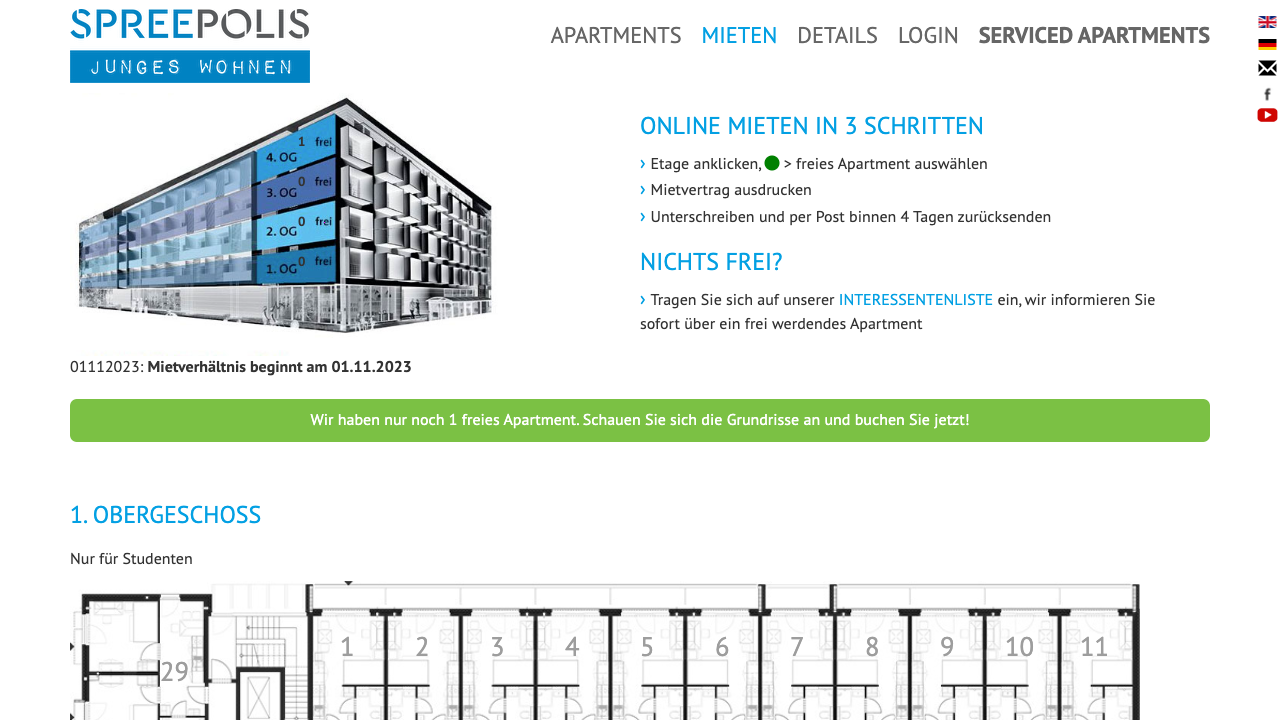 SPREEPOLIS
JUNGES WOHNEN
APARTMENTS MIETEN DETAILS LOGIN SERVICED APARTMENTS
1 frei
4. OG
0 frei
3. OG
0 frei
2. OG
0 frei
1. OG
ONLINE MIETEN IN 3 SCHRITTEN
› Etage anklicken, > freies Apartment auswählen
› Mietvertrag ausdrucken
› Unterschreiben und per Post binnen 4 Tagen zurücksenden
NICHTS FREI?
› Tragen Sie sich auf unserer INTERESSENTENLISTE ein, wir informieren Sie
sofort über ein frei werdendes Apartment
01112023: Mietverhältnis beginnt am 01.11.2023
Wir haben nur noch 1 freies Apartment. Schauen Sie sich die Grundrisse an und buchen Sie jetzt!
1. OBERGESCHOSS
Nur für Studenten
1 2 3 4 5 6 7 8 9 10 11
29